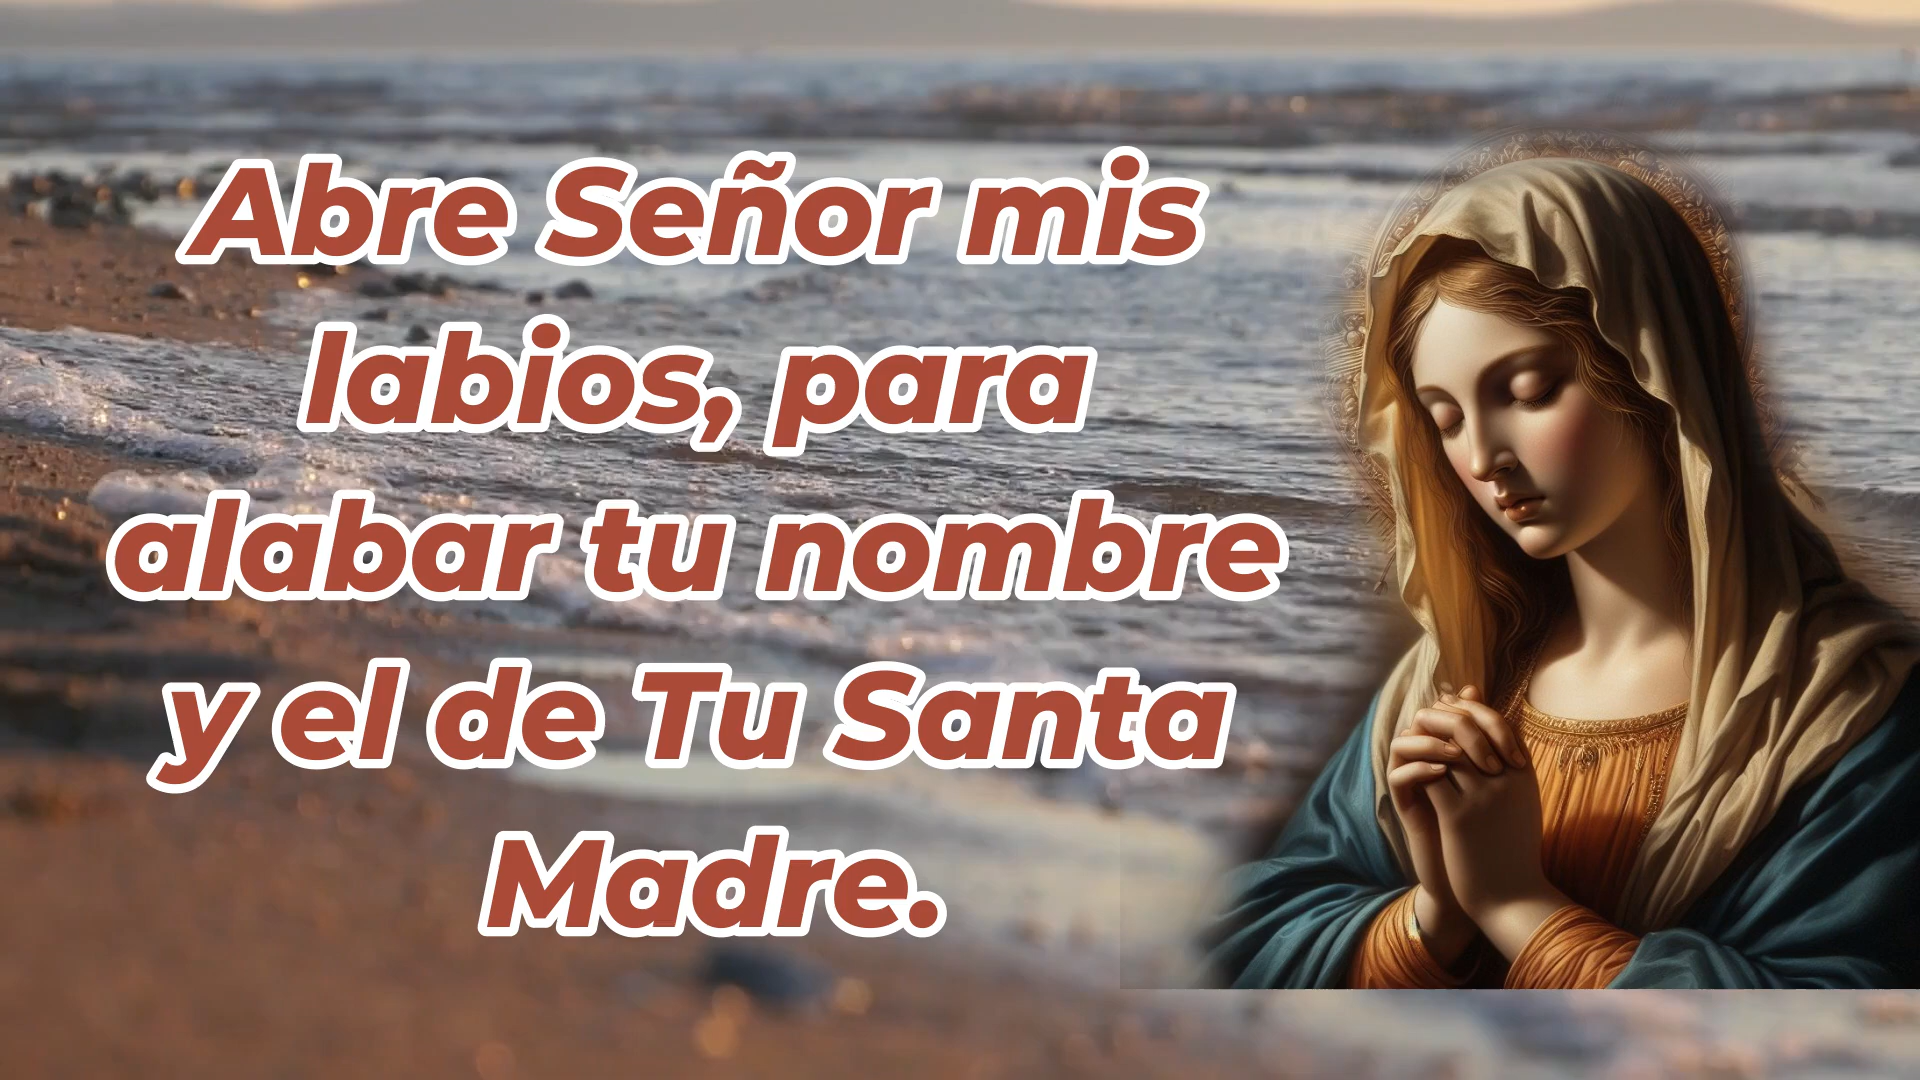 Abre Señor mis
labios, para
alabar tu nombre
y el de Tu Santa
Madre.